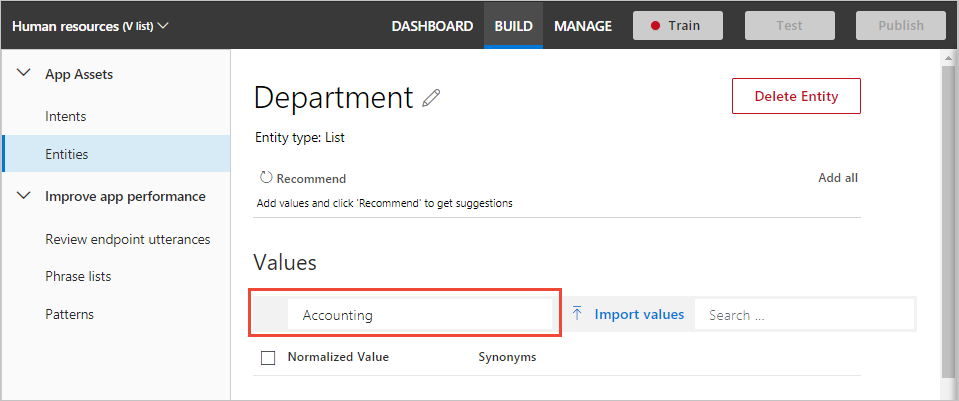 Human resources (V list) DASHBOARD BUILD MANAGE Train Test Publish
App Assets
Intents
Entities
Improve app performance
Review endpoint utterances
Phrase lists
Patterns
Department
Delete Entity
Entity type: List
Recommend
Add all
Add values and click 'Recommend' to get suggestions
Values
Accounting
Import values
Search ...
Normalized Value Synonyms